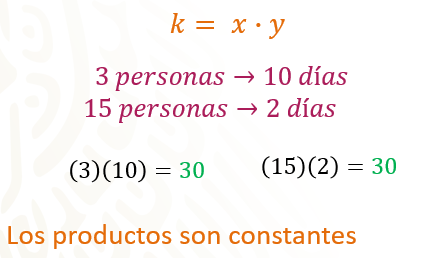 k = x · y
3 personas → 10 días
15 personas → 2 días
(3)(10) = 30 (15)(2) = 30
Los productos son constantes